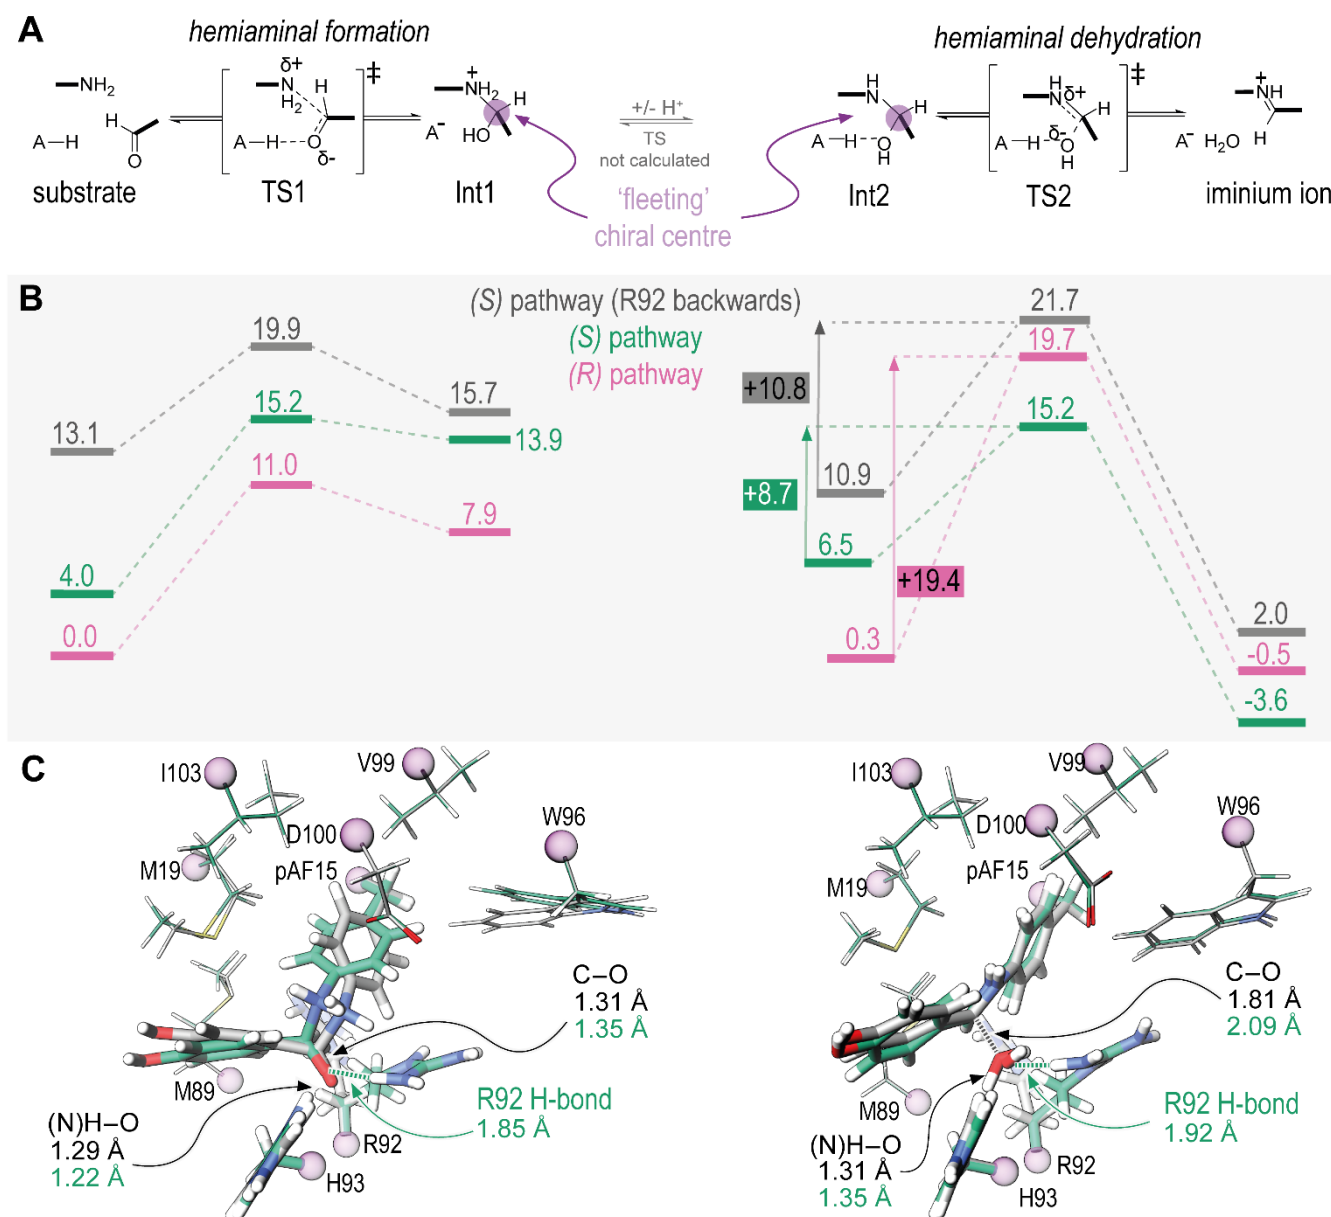 A
hemiaminal formation
hemiaminal dehydration
NH2
A–H
H
O
substrate
δ+
N
H2
H
A–H
O
δ-
‡
TS1
+
NH2
H
HO
A-
Int1
+/- H+
TS
not calculated
'fleeting'
chiral centre
H
N
H
A–H
O
H
Int2
H
N
δ+
H
A–H
δ-
O
H
‡
TS2
+
NH
H
A-
H2O
iminium ion
B
(S) pathway (R92 backwards)
(S) pathway
(R) pathway
13.1
19.9
15.7
4.0
15.2
13.9
0.0
11.0
7.9
+10.8
+8.7
+19.4
10.9
6.5
0.3
21.7
19.7
15.2
2.0
-0.5
-3.6
C
I103
V99
D100
W96
M19
pAF15
C–O
1.31 Å
1.35 Å
M89
R92 H-bond
1.85 Å
(N)H–O
1.29 Å
1.22 Å
R92
H93
I103
V99
D100
W96
M19
pAF15
C–O
1.81 Å
2.09 Å
M89
R92 H-bond
1.92 Å
(N)H–O
1.31 Å
1.35 Å
R92
H93